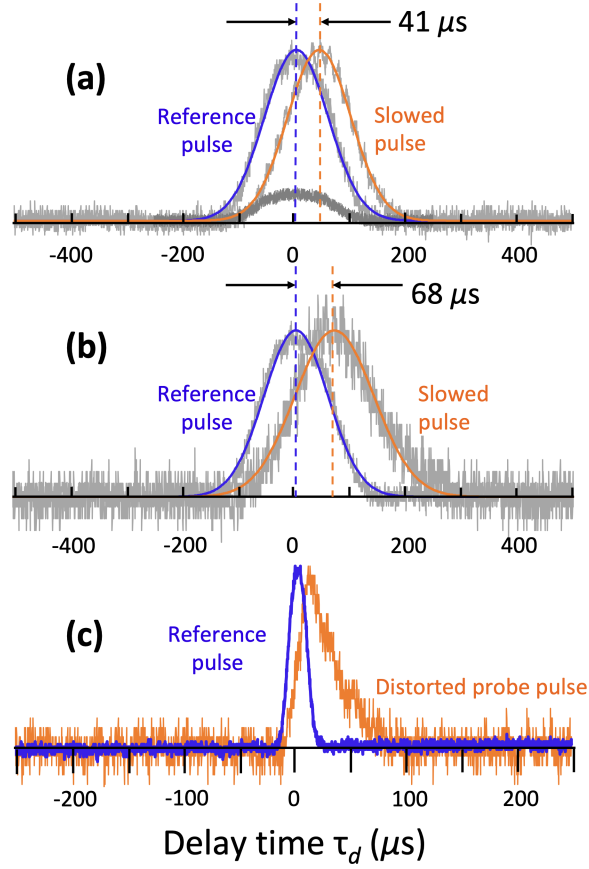 41 μs
(a)
Reference
pulse
Slowed
pulse
-400 -200 0 200 400
68 μs
(b)
Reference
pulse
Slowed
pulse
-400 -200 0 200 400
(c)
Reference
pulse
Distorted probe pulse
-200 -100 0 100 200
Delay time τd (μs)